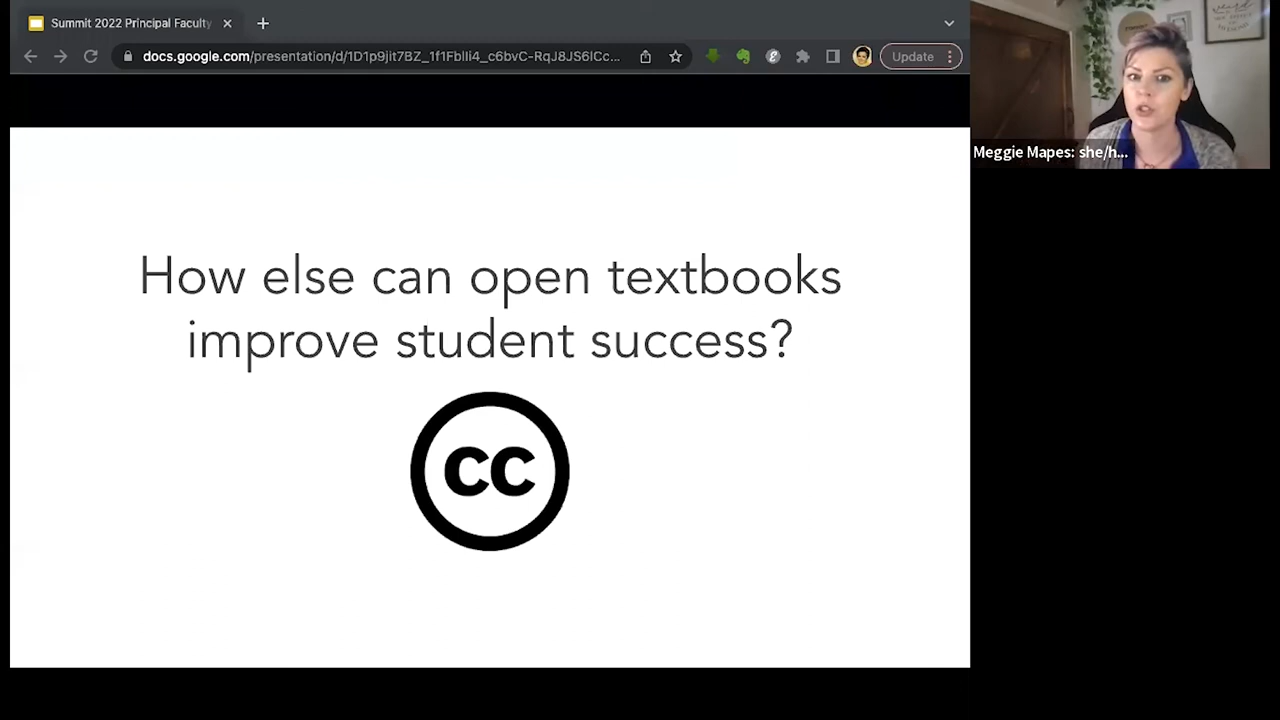 Summit 2022 Principal Faculty
docs.google.com/presentation/d/1D1p9jit7BZ_1f1Fblli4_c6bvC-RqJ8JS6lCc...
Update
Meggie Mapes: she/h...
How else can open textbooks
improve student success?
cc